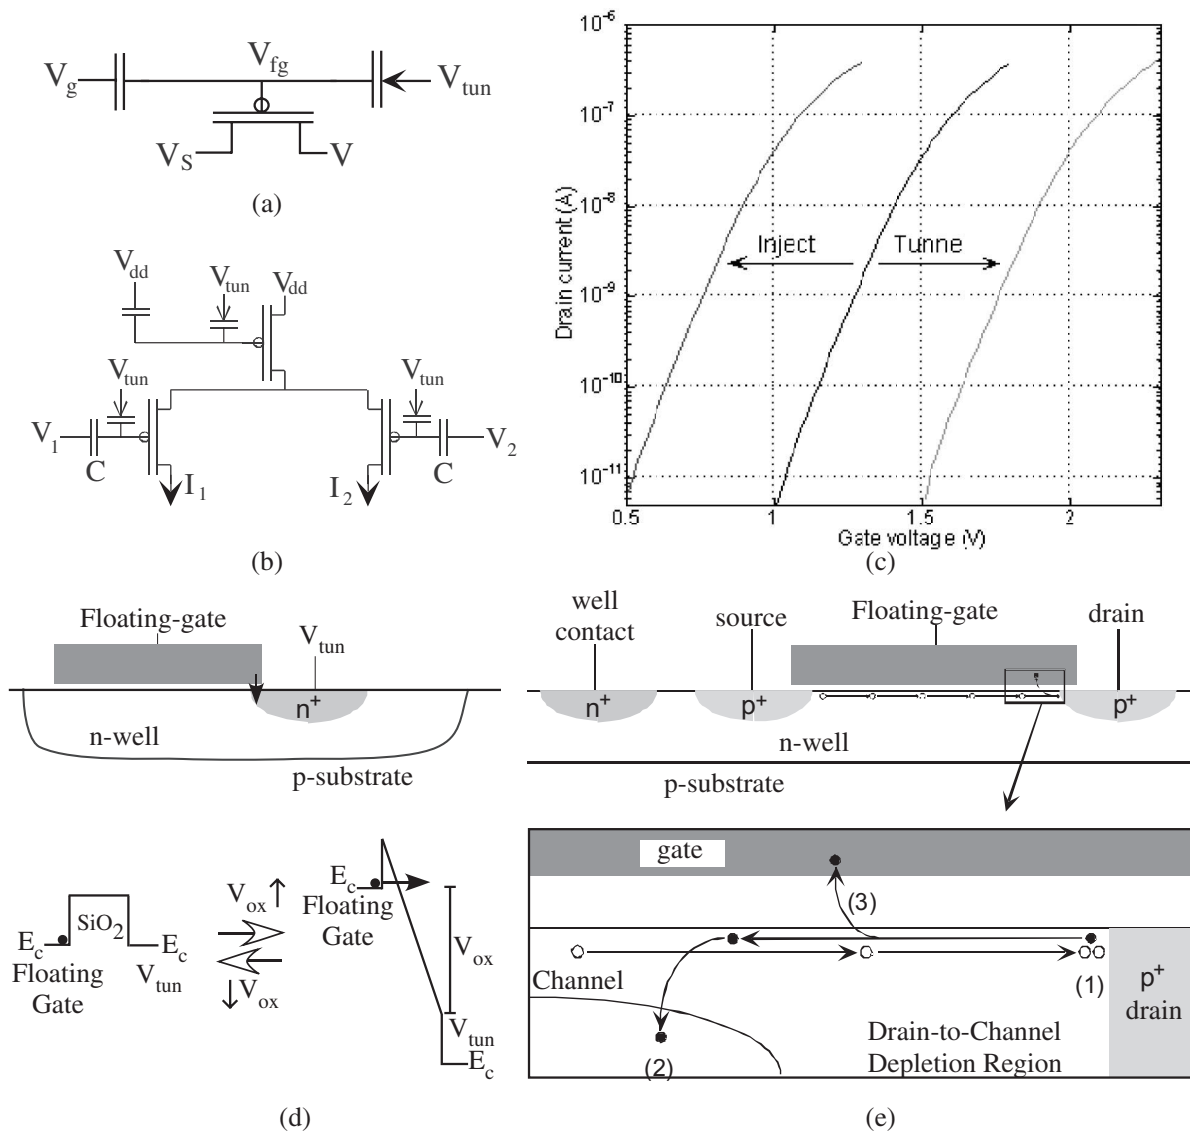 V_g
V_fg
V_tun
V_S
V
(a)
V_dd
V_tun
V_dd
V_tun
V_tun
V_1
C
I_1
I_2
C
V_2
(b)
10^-6
10^-7
10^-8
10^-9
10^-10
10^-11
Drain current (A)
Inject
Tunne
0.5
1
1.5
2
Gate voltage (V)
(c)
Floating-gate
V_tun
n+
n-well
p-substrate
E_c
SiO_2
E_c
Floating
Gate
V_tun
V_ox ↑
↓ V_ox
E_c
Floating
Gate
V_ox
V_tun
E_c
(d)
well
contact
source
Floating-gate
drain
n+
p+
p+
n-well
p-substrate
gate
(3)
Channel
(1)
p+
drain
(2)
Drain-to-Channel
Depletion Region
(e)